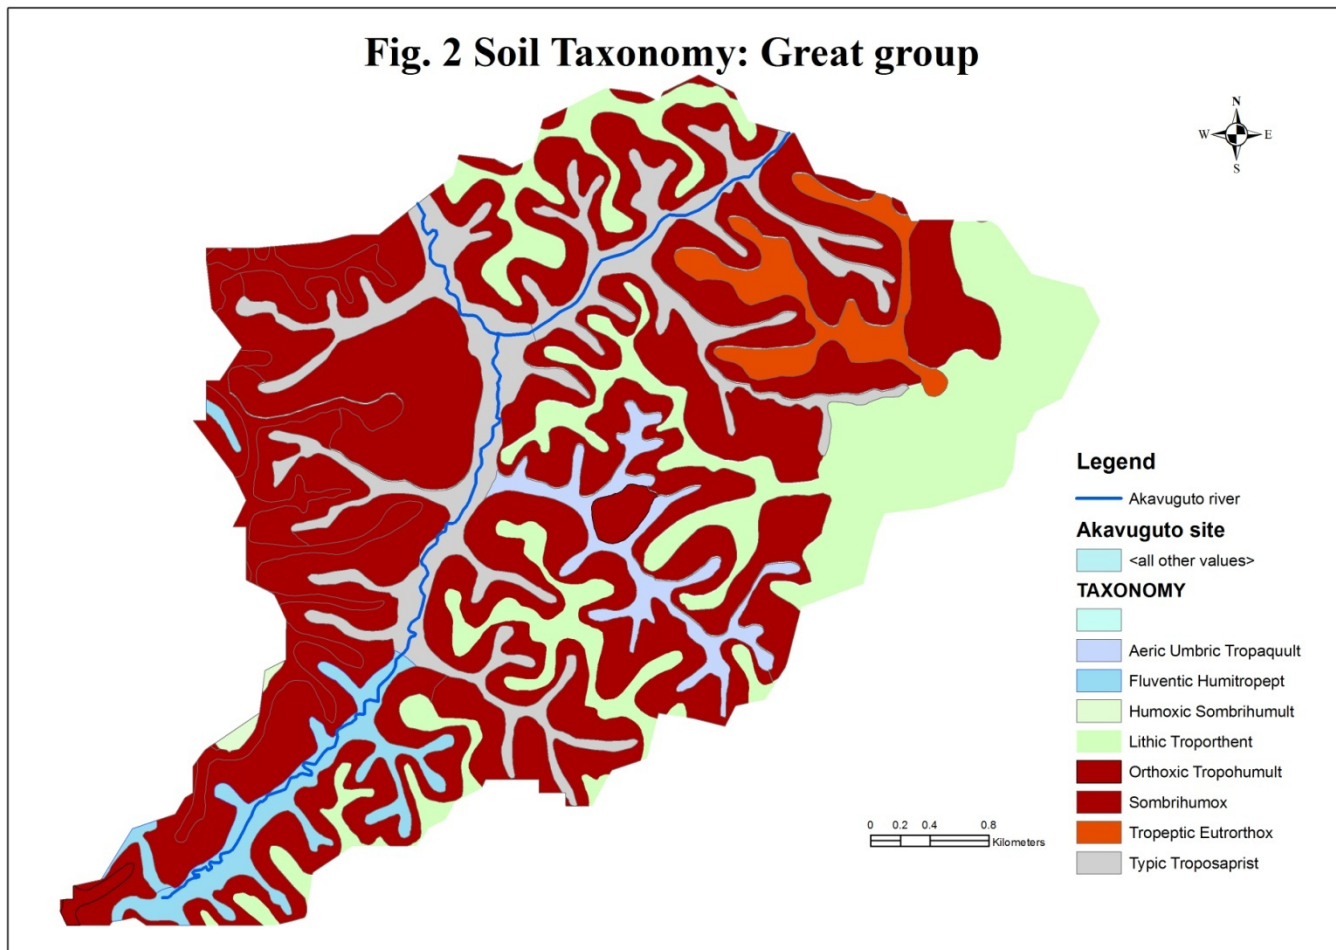 Fig. 2 Soil Taxonomy: Great group
N
W E
S
Legend
Akavuguto river
Akavuguto site
<all other values>
TAXONOMY
Aeric Umbric Tropaquult
Fluventic Humitropept
Humoxic Sombrihumult
Lithic Troporthent
Orthoxic Tropohumult
Sombrihumox
Tropeptic Eutrorthox
Typic Troposaprist
0 0.2 0.4 0.8
Kilometers